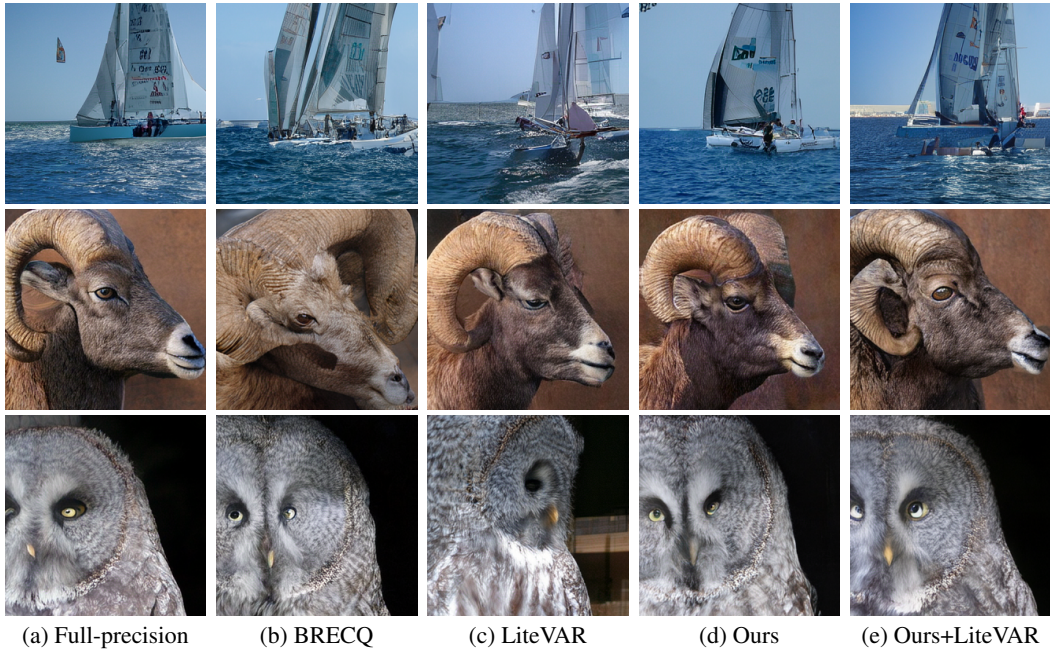 (a) Full-precision
(b) BRECQ
(c) LiteVAR
(d) Ours
(e) Ours+LiteVAR